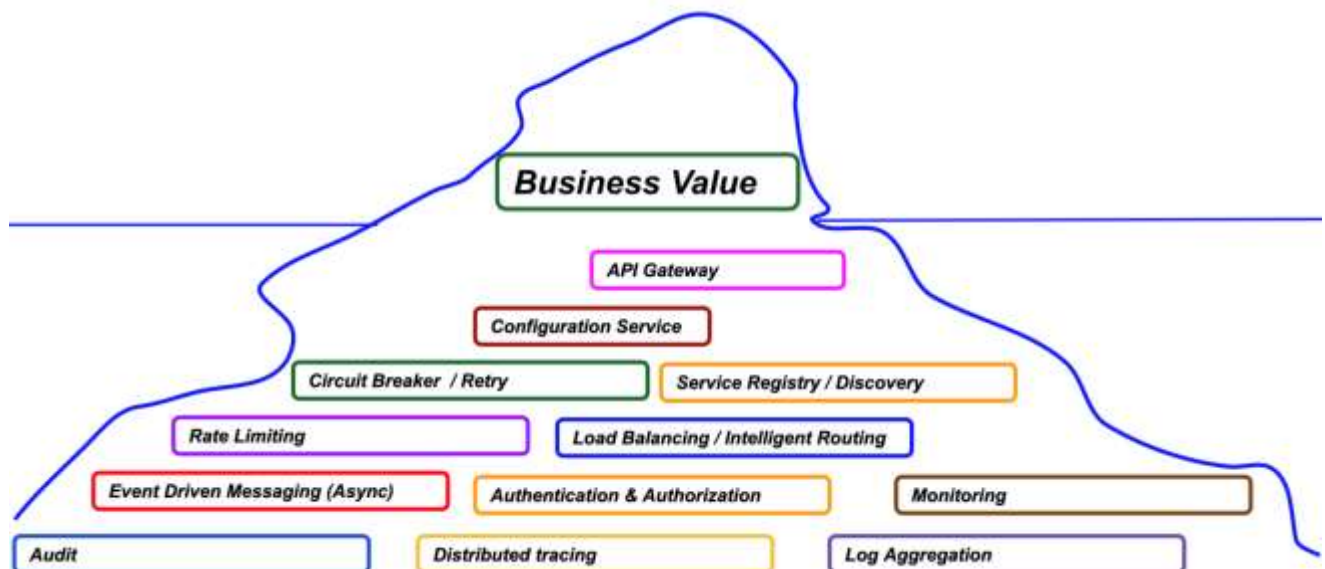 Business Value
API Gateway
Configuration Service
Circuit Breaker / Retry
Service Registry / Discovery
Rate Limiting
Load Balancing / Intelligent Routing
Event Driven Messaging (Async)
Authentication & Authorization
Monitoring
Audit
Distributed tracing
Log Aggregation